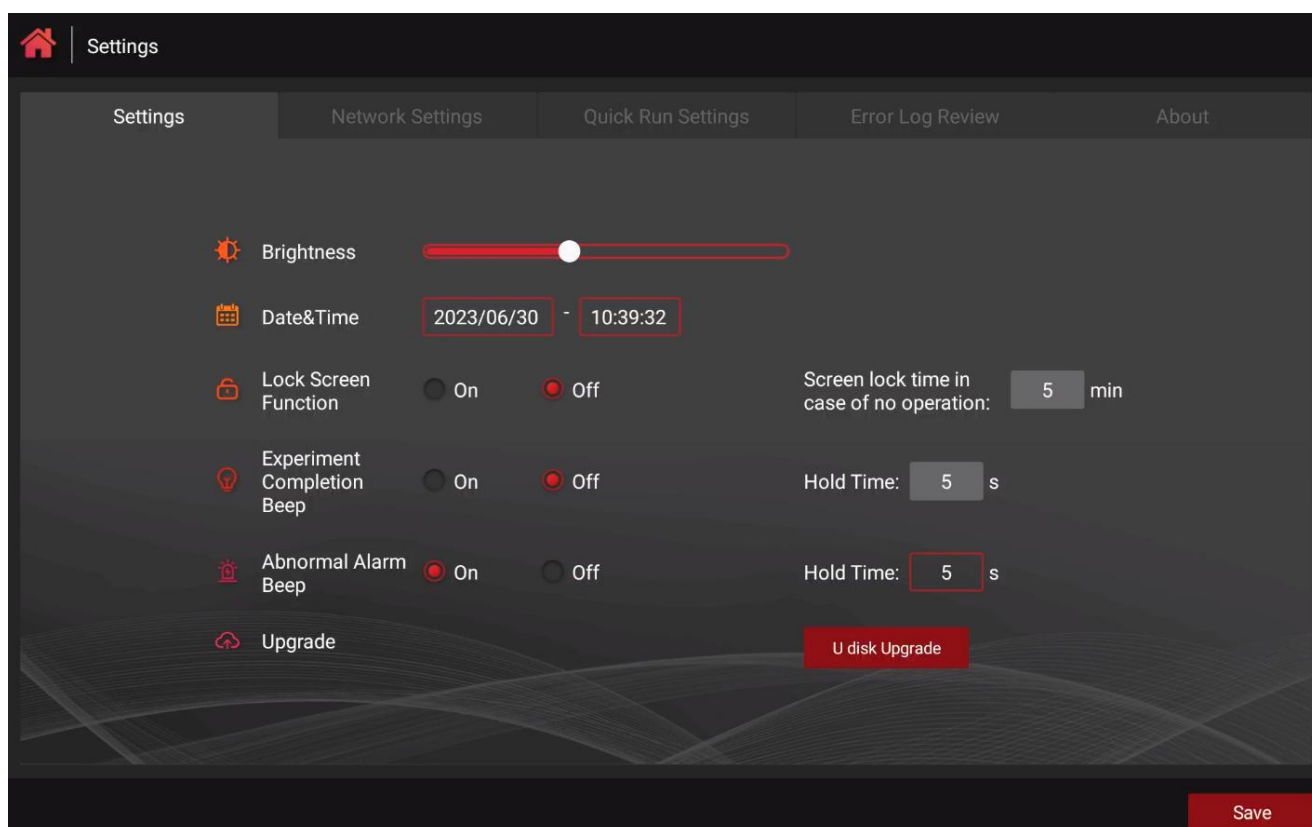 Settings
Settings Network Settings Quick Run Settings Error Log Review About
Brightness
Date&Time 2023/06/30 - 10:39:32
Lock Screen
Function
On Off
Screen lock time in
case of no operation:
5 min
Experiment
Completion
Beep
On Off
Hold Time: 5 s
Abnormal Alarm
Beep
On Off
Hold Time: 5 s
Upgrade
U disk Upgrade
Save